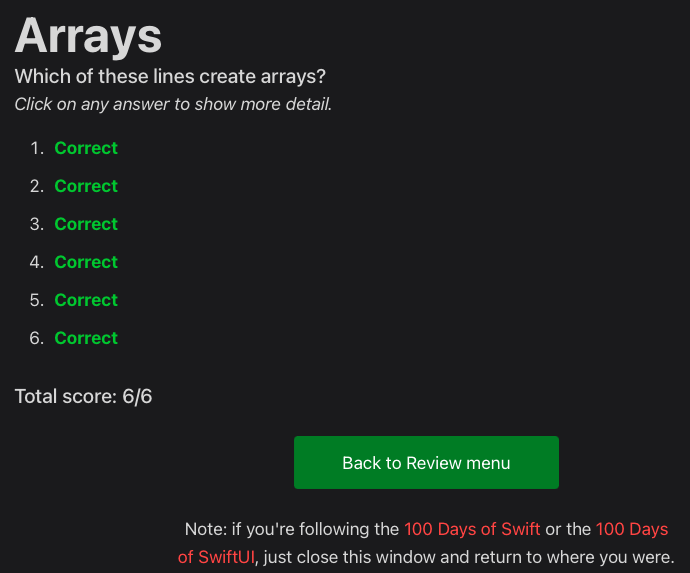 Arrays
Which of these lines create arrays?
Click on any answer to show more detail.
1. Correct
2. Correct
3. Correct
4. Correct
5. Correct
6. Correct
Total score: 6/6
Back to Review menu
Note: if you're following the 100 Days of Swift or the 100 Days
of SwiftUI, just close this window and return to where you were.